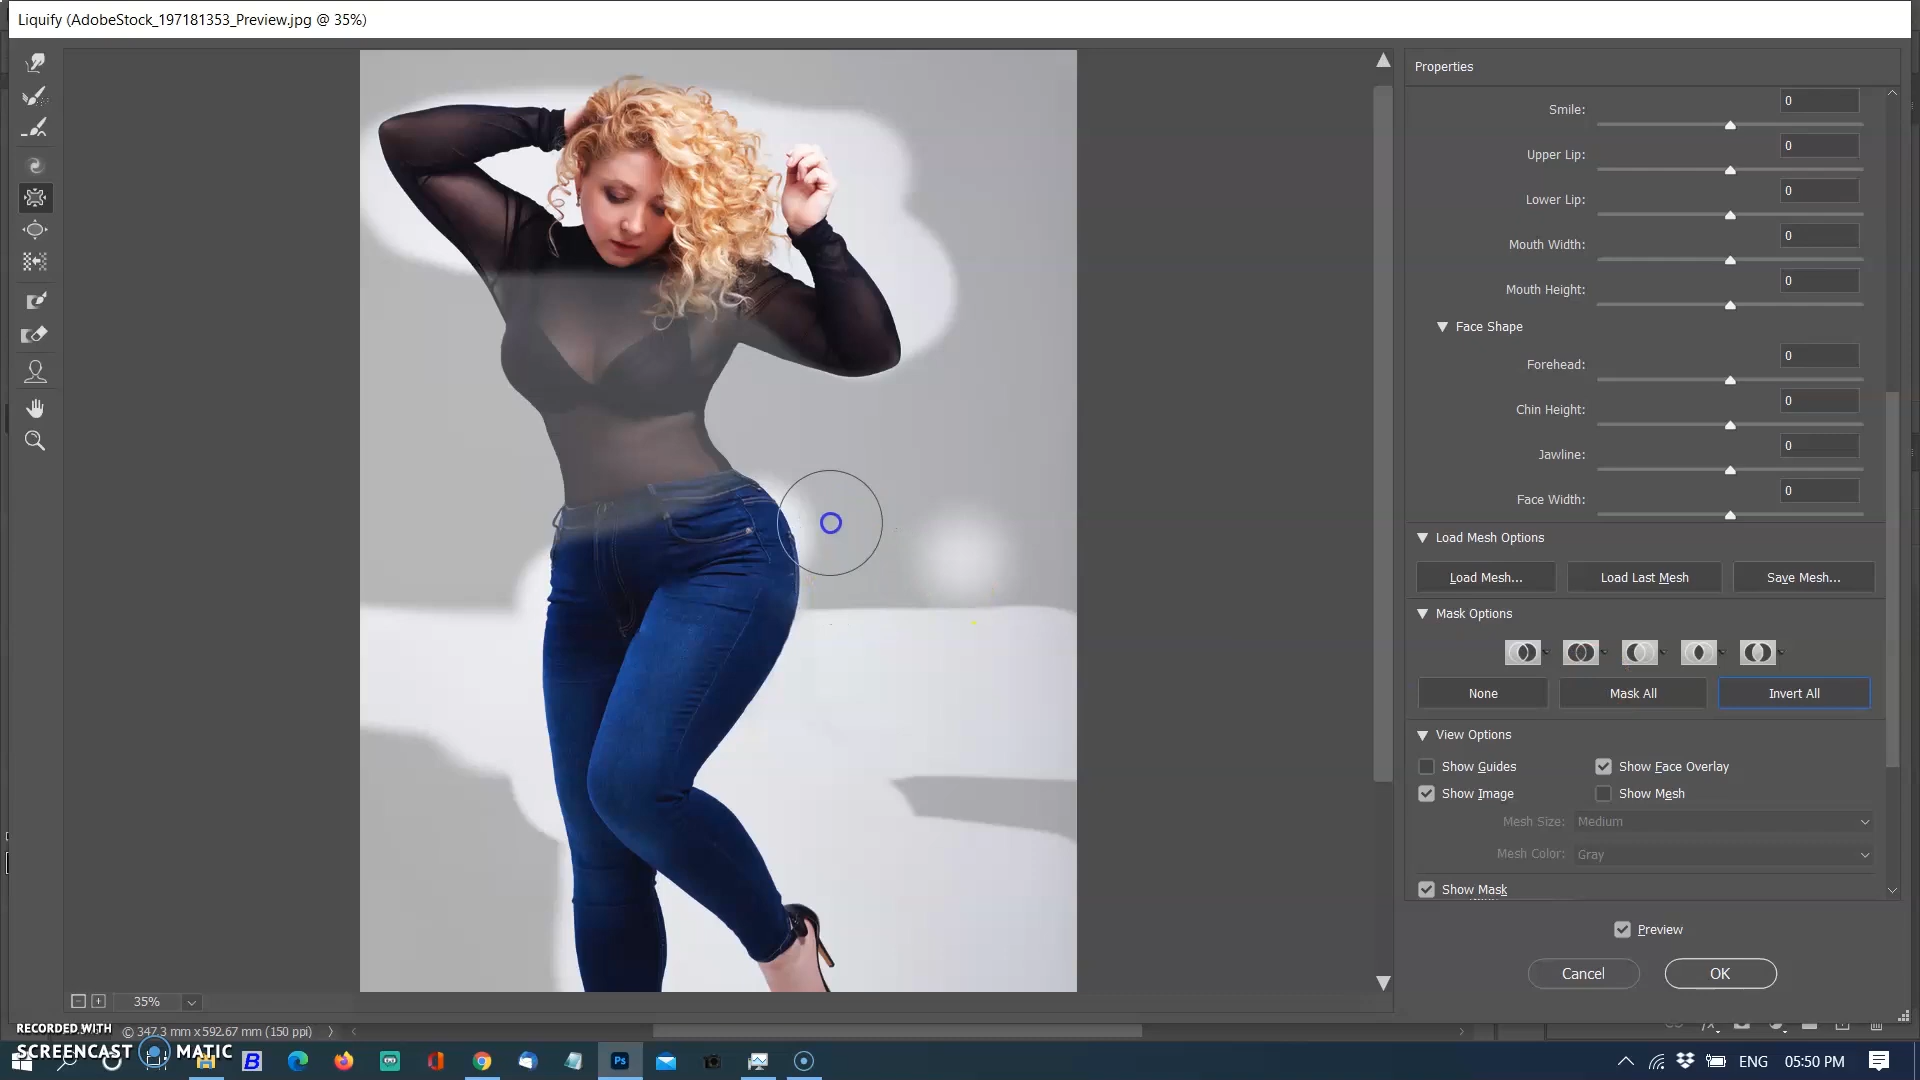 Liquify (AdobeStock_197181353_Preview.jpg @ 35%)
Properties
Smile: 0
Upper Lip: 0
Lower Lip: 0
Mouth Width: 0
Mouth Height: 0
Face Shape
Forehead: 0
Chin Height: 0
Jawline: 0
Face Width: 0
Load Mesh Options
Load Mesh... Load Last Mesh Save Mesh...
Mask Options
None Mask All Invert All
View Options
Show Guides Show Face Overlay
Show Image Show Mesh
Mesh Size: Medium
Mesh Color: Gray
Show Mask
Preview
Cancel OK
35%
© 347.3 mm x 592.67 mm (150 ppi)
RECORDED WITH
SCREENCAST MATIC
B
Ps
ENG 05:50 PM